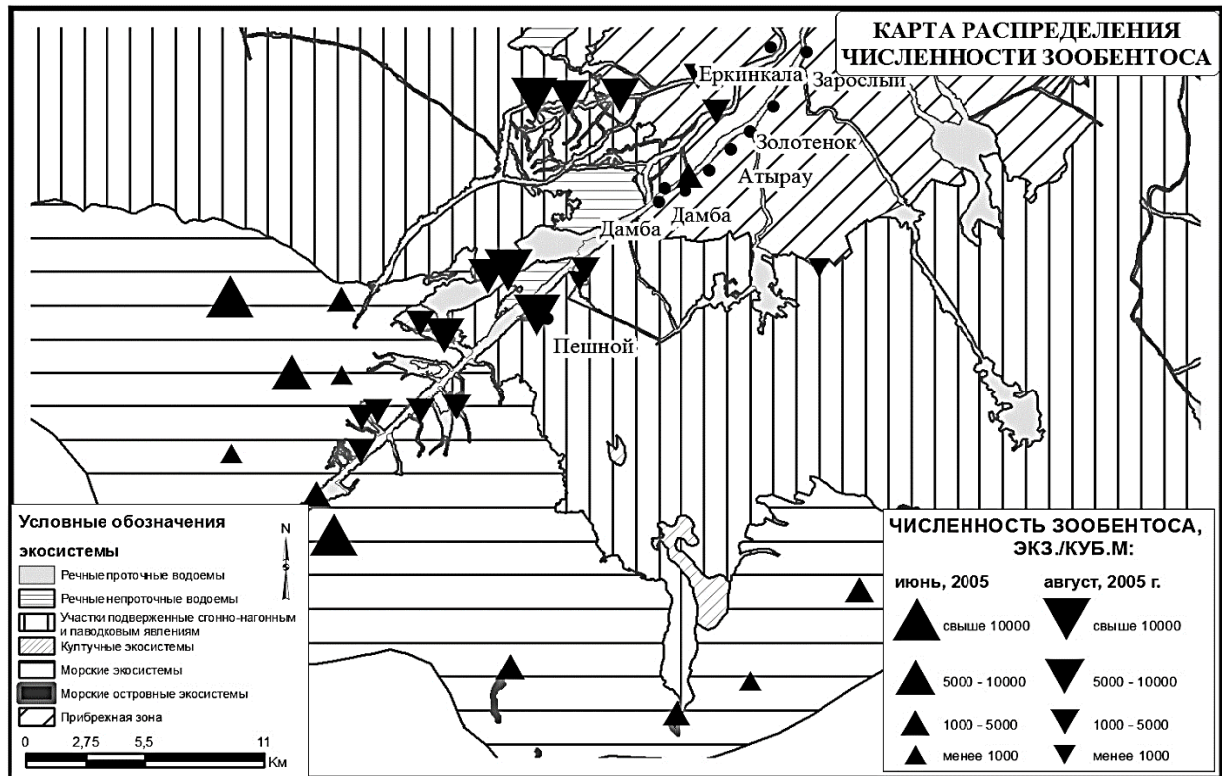 КАРТА РАСПРЕДЕЛЕНИЯ
ЧИСЛЕННОСТИ ЗООБЕНТОСА
Еркинкала
Зарослый
Золотенок
Атырау
Дамба
Дамба
Пешной
Условные обозначения
N
S
экосистемы
Речные проточные водоемы
Речные непроточные водоемы
Участки подверженные сгонно-нагонным
и паводковым явлениям
Култучные экосистемы
Морские экосистемы
Морские островные экосистемы
Прибрежная зона
0 2,75 5,5 11
Км
ЧИСЛЕННОСТЬ ЗООБЕНТОСА,
ЭКЗ./КУБ.М:
июнь, 2005 август, 2005 г.
свыше 10000 свыше 10000
5000 - 10000 5000 - 10000
1000 - 5000 1000 - 5000
менее 1000 менее 1000